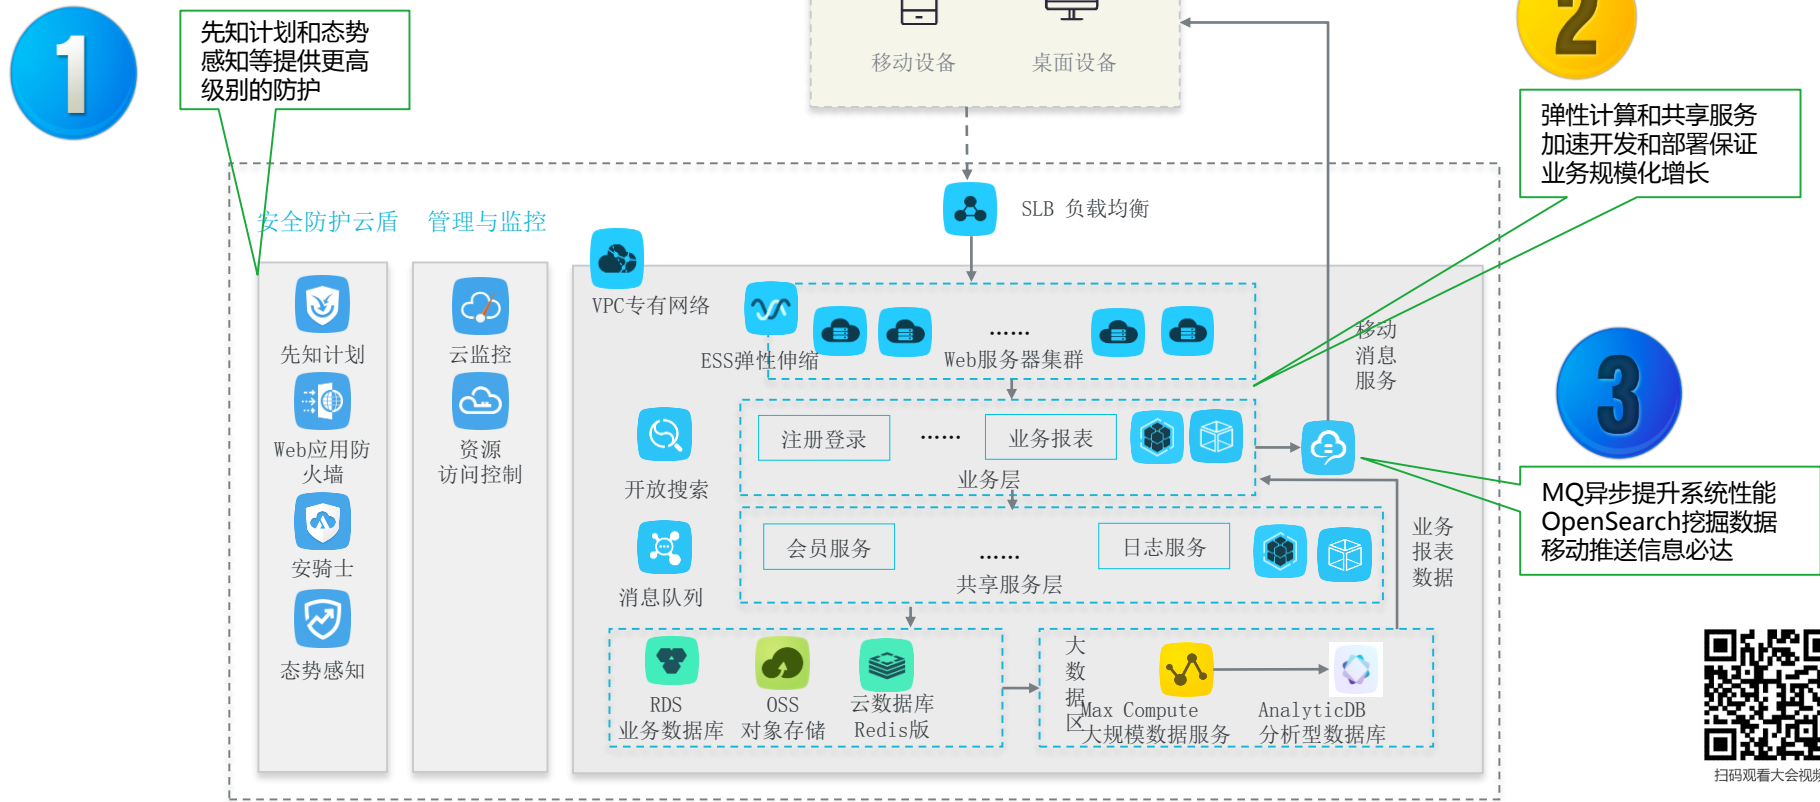 1
先知计划和态势
感知等提供更高
级别的防护
移动设备
桌面设备
2
弹性计算和共享服务
加速开发和部署保证
业务规模化增长
SLB 负载均衡
安全防护云盾
管理与监控
VPC专有网络
先知计划
Web应用防
火墙
安骑士
态势感知
云监控
资源
访问控制
ESS弹性伸缩
......
Web服务器集群
移动
消息
服务
3
开放搜索
注册登录
......
业务报表
业务层
MQ异步提升系统性能
OpenSearch挖掘数据
移动推送信息必达
消息队列
会员服务
......
日志服务
共享服务层
业务
报表
数据
RDS
业务数据库
OSS
对象存储
云数据库
Redis版
大
数
据
区
Max Compute
大规模数据服务
AnalyticDB
分析型数据库
扫码观看大会视频